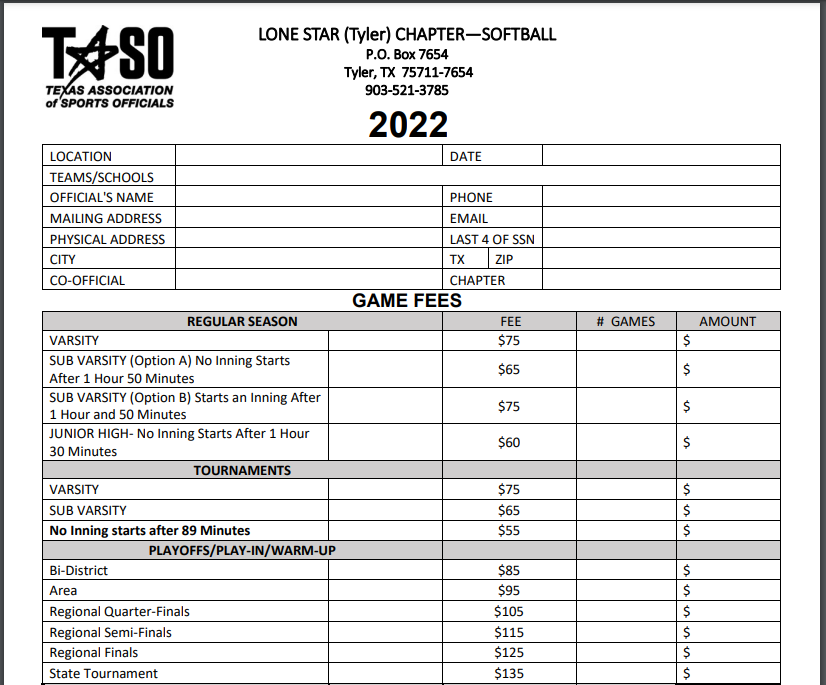 TASO
TEXAS ASSOCIATION
of SPORTS OFFICIALS
LONE STAR (Tyler) CHAPTER—SOFTBALL
P.O. Box 7654
Tyler, TX 75711-7654
903-521-3785
2022
LOCATION DATE
TEAMS/SCHOOLS
OFFICIAL'S NAME PHONE
MAILING ADDRESS EMAIL
PHYSICAL ADDRESS LAST 4 OF SSN
CITY TX ZIP
CO-OFFICIAL CHAPTER
GAME FEES
REGULAR SEASON FEE # GAMES AMOUNT
VARSITY $75 $
SUB VARSITY (Option A) No Inning Starts
After 1 Hour 50 Minutes $65 $
SUB VARSITY (Option B) Starts an Inning After
1 Hour and 50 Minutes $75 $
JUNIOR HIGH- No Inning Starts After 1 Hour
30 Minutes $60 $
TOURNAMENTS
VARSITY $75 $
SUB VARSITY $65 $
No Inning starts after 89 Minutes $55 $
PLAYOFFS/PLAY-IN/WARM-UP
Bi-District $85 $
Area $95 $
Regional Quarter-Finals $105 $
Regional Semi-Finals $115 $
Regional Finals $125 $
State Tournament $135 $